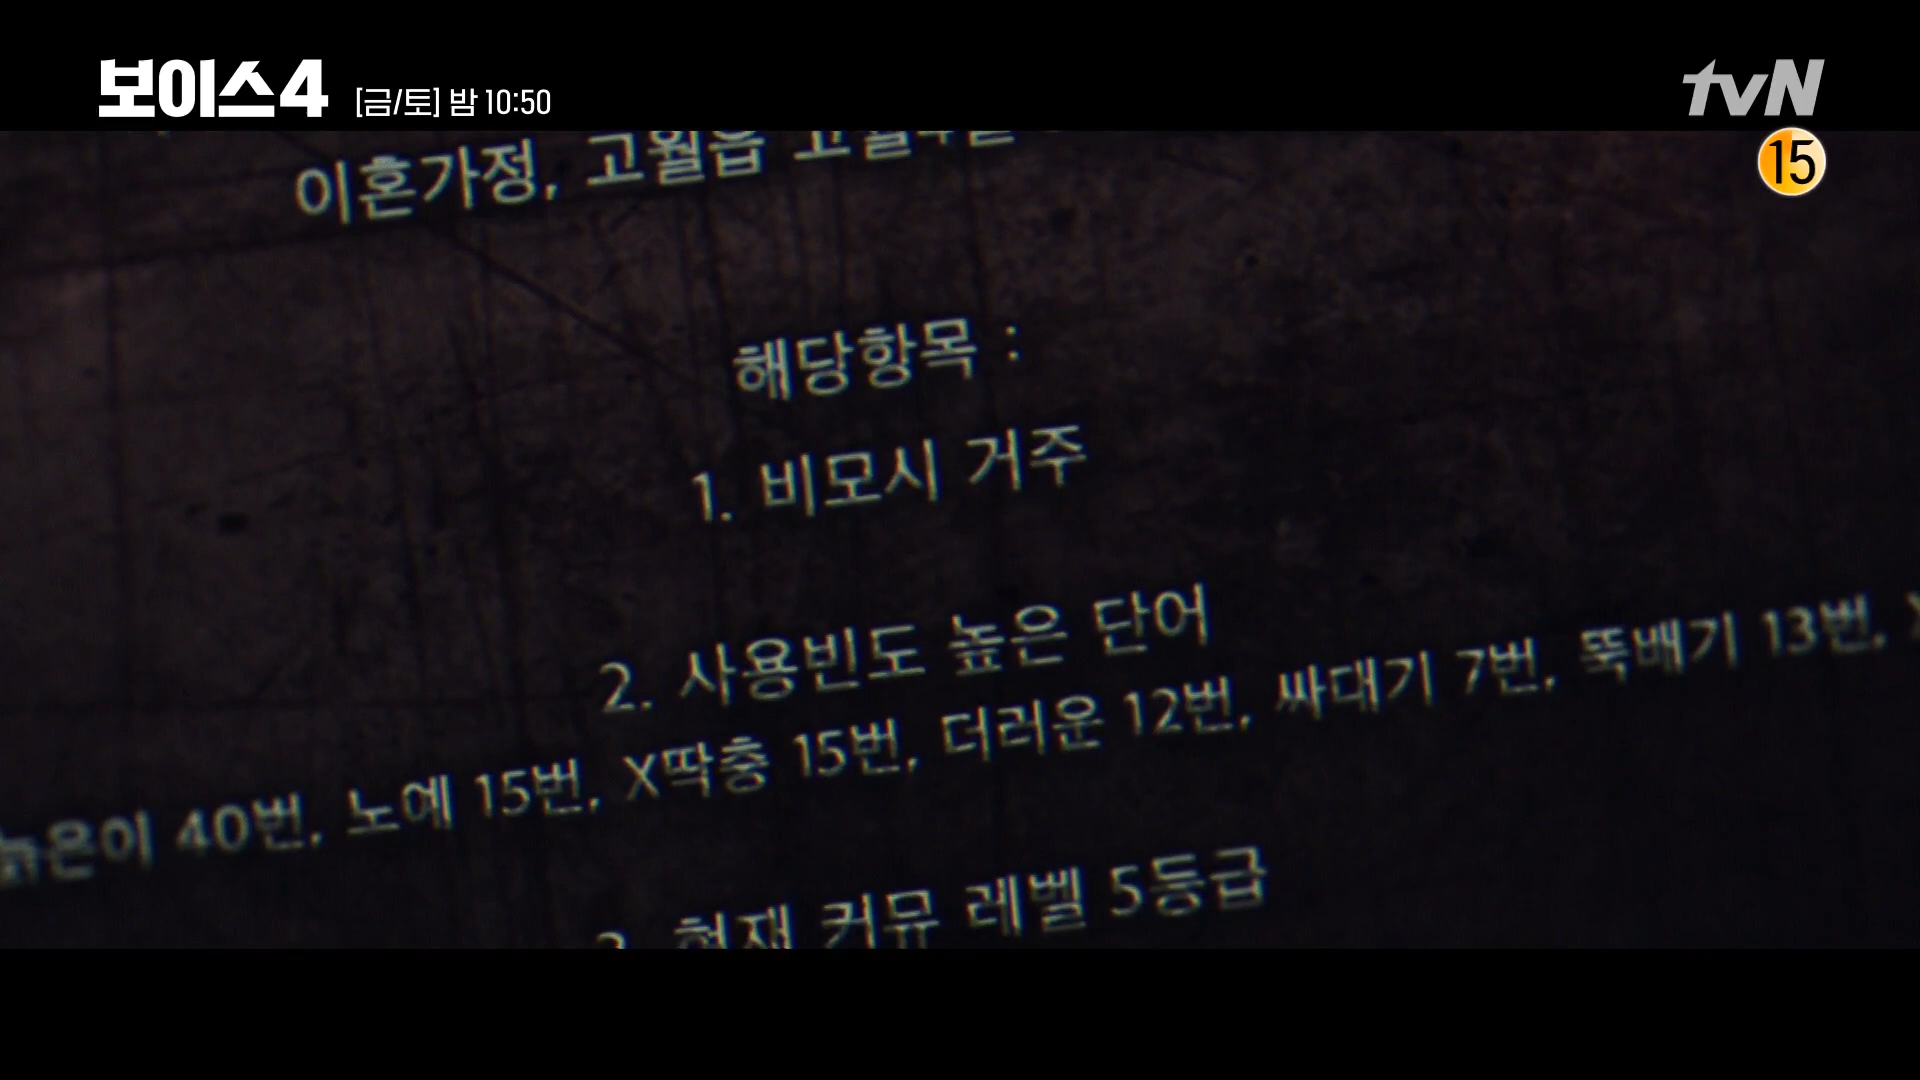 보이스4 [금/토] 밤 10:50
tvN
15
이혼가정, 고월읍
해당항목 :
1. 비모시 거주
2. 사용빈도 높은 단어
늙은이 40번, 노예 15번, X딱충 15번, 더러운 12번, 싸대기 7번, 뚝배기 13번,
3. 현재 커뮤 레벨 5등급